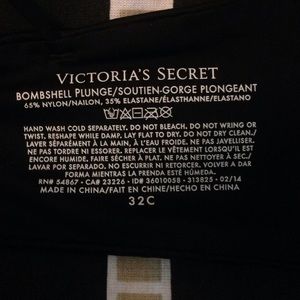 VICTORIA'S SECRET
BOMBSHELL PLUNGE/SOUTIEN-GORGE PLONGEANT
65% NYLON/NAILON, 35% ELASTANE/ÉLASTHANNE/ELASTANO
HAND WASH COLD SEPARATELY. DO NOT BLEACH. DO NOT WRING OR
TWIST. RESHAPE WHILE DAMP. LAY FLAT TO DRY. DO NOT DRY CLEAN./
LAVER SÉPARÉMENT À LA MAIN, À L'EAU FROIDE. NE PAS JAVELLISER.
NE PAS TORDRE NI ESSORER. REPLACER LE VÊTEMENT LORSQU'IL EST
ENCORE HUMIDE. FAIRE SÉCHER À PLAT. NE PAS NETTOYER À SEC./
LAVAR POR SEPARADO. NO ESCURRIR NI RETORCER. VOLVER A DAR
FORMA MIENTRAS LA PRENDA ESTÉ HÚMEDA.
RN# 54867 - CA# 23226 - ID# 36010058 - 313825 - 02/14
MADE IN CHINA/FAIT EN CHINE/HECHO EN CHINA
32C